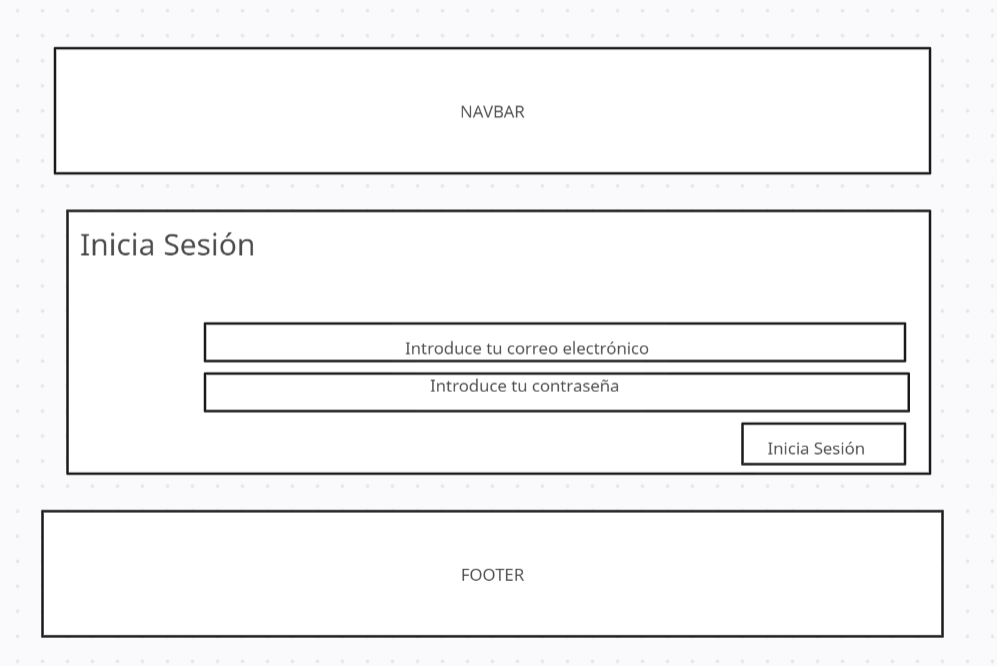 NAVBAR
Inicia Sesión
Introduce tu correo electrónico
Introduce tu contraseña
Inicia Sesión
FOOTER